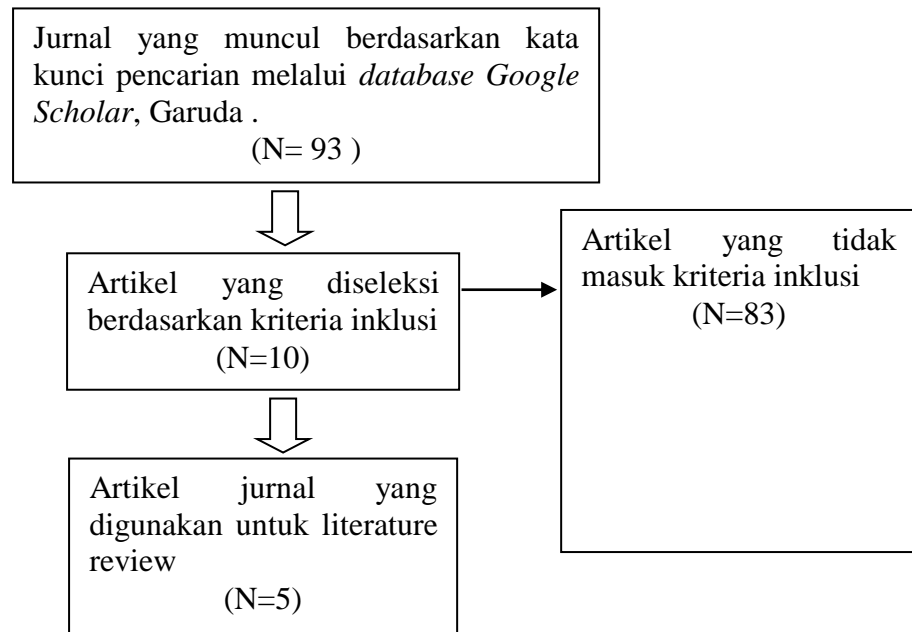 Jurnal yang muncul berdasarkan kata
kunci pencarian melalui database Google
Scholar, Garuda .
(N= 93 )
Artikel yang diseleksi
berdasarkan kriteria inklusi
(N=10)
Artikel yang tidak
masuk kriteria inklusi
(N=83)
Artikel jurnal yang
digunakan untuk literature
review
(N=5)